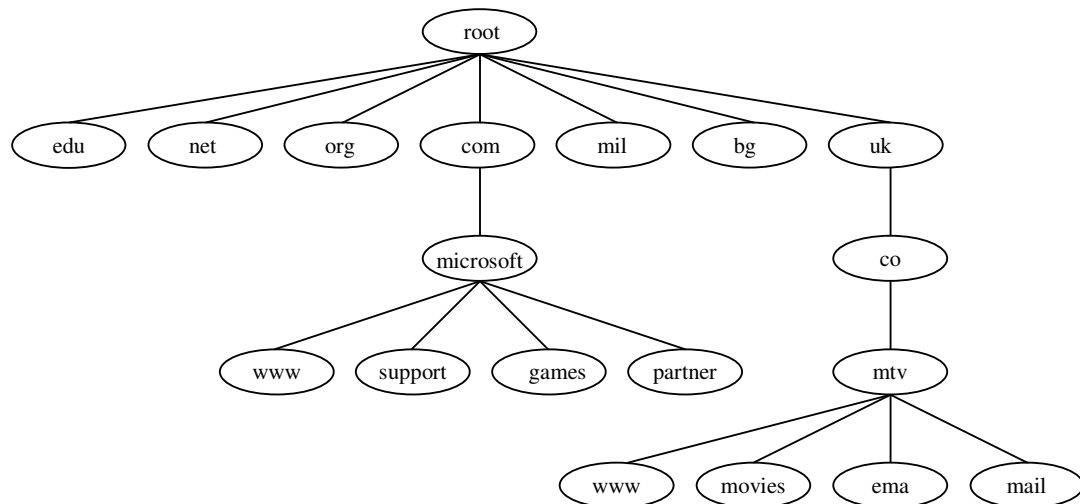 root
edu net org com mil bg uk
microsoft co
www support games partner mtv
www movies ema mail